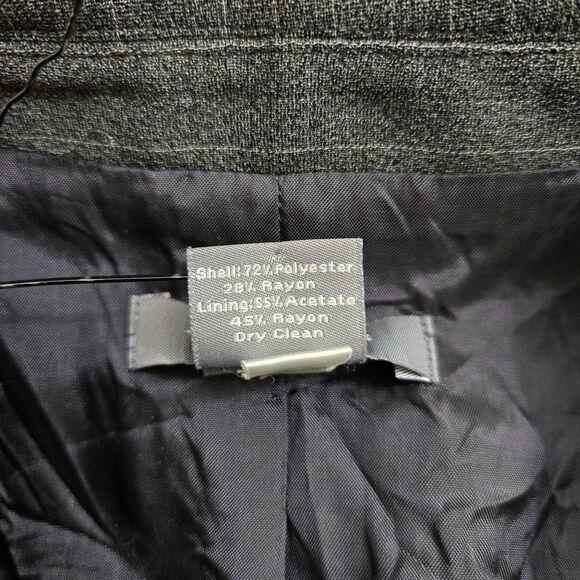 Shell:72% Polyester
28% Rayon
Lining:55% Acetate
45% Rayon
Dry Clean